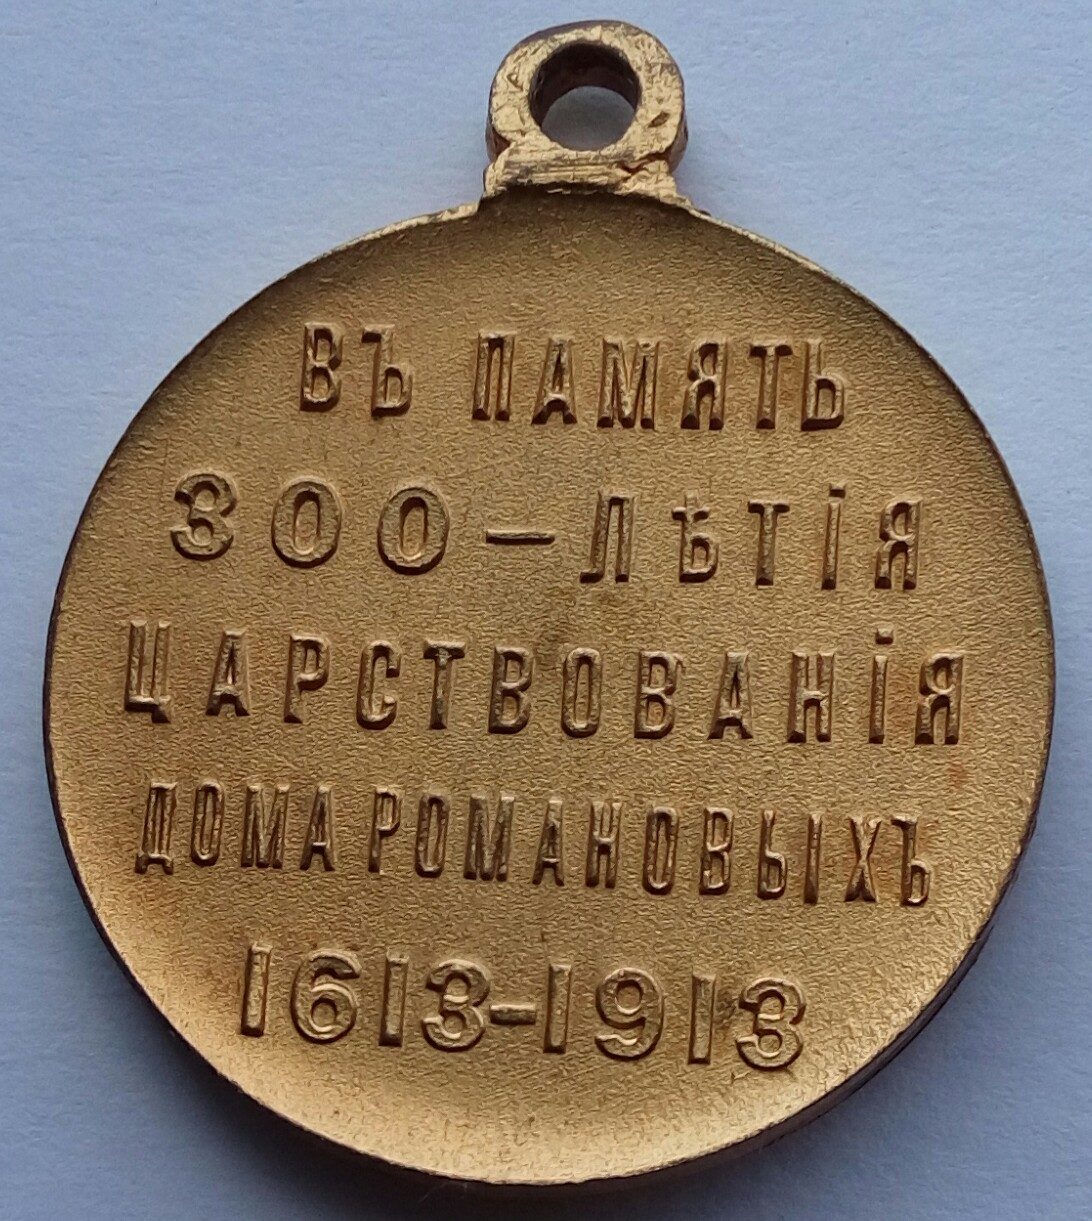 ВЪ ПАМЯТЬ
300-ЛѢТІЯ
ЦАРСТВОВАНІЯ
ДОМА РОМАНОВЫХЪ
1613-1913